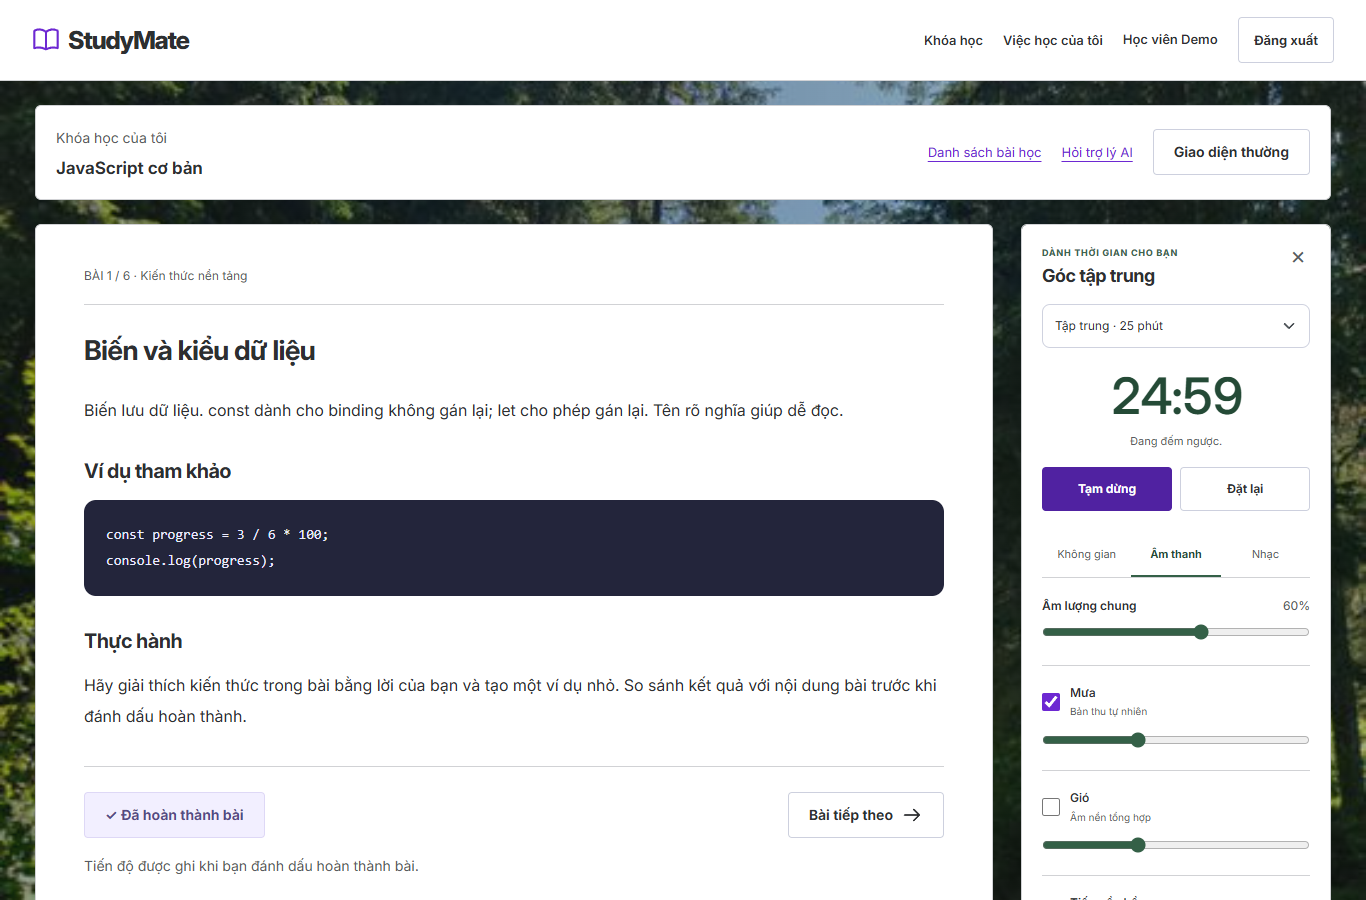 StudyMate
Khóa học
Việc học của tôi
Học viên Demo
Đăng xuất
Khóa học của tôi
JavaScript cơ bản
Danh sách bài học
Hỏi trợ lý AI
Giao diện thường
BÀI 1 / 6 · Kiến thức nền tảng
Biến và kiểu dữ liệu
Biến lưu dữ liệu. const dành cho binding không gán lại; let cho phép gán lại. Tên rõ nghĩa giúp dễ đọc.
Ví dụ tham khảo
const progress = 3 / 6 * 100;
console.log(progress);
Thực hành
Hãy giải thích kiến thức trong bài bằng lời của bạn và tạo một ví dụ nhỏ. So sánh kết quả với nội dung bài trước khi
đánh dấu hoàn thành.
✓ Đã hoàn thành bài
Bài tiếp theo →
Tiến độ được ghi khi bạn đánh dấu hoàn thành bài.
DÀNH THỜI GIAN CHO BẠN
Góc tập trung
Tập trung · 25 phút
24:59
Đang đếm ngược.
Tạm dừng
Đặt lại
Không gian
Âm thanh
Nhạc
Âm lượng chung
60%
Mưa
Bản thu tự nhiên
Gió
Âm nền tổng hợp